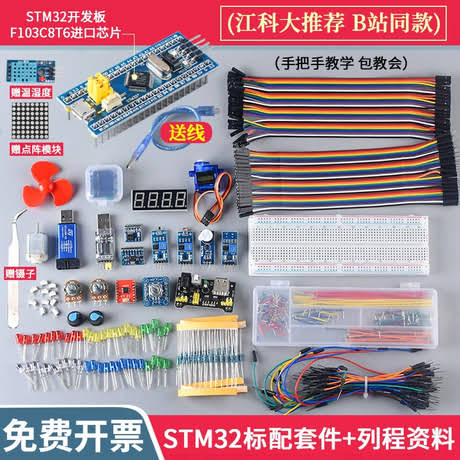 STM32开发板
F103C8T6进口芯片
(江科大推荐 B站同款)
(手把手教学 包教会)
赠温湿度
送线
赠点阵模块
赠镊子
免费开票
STM32标配套件+列程资料